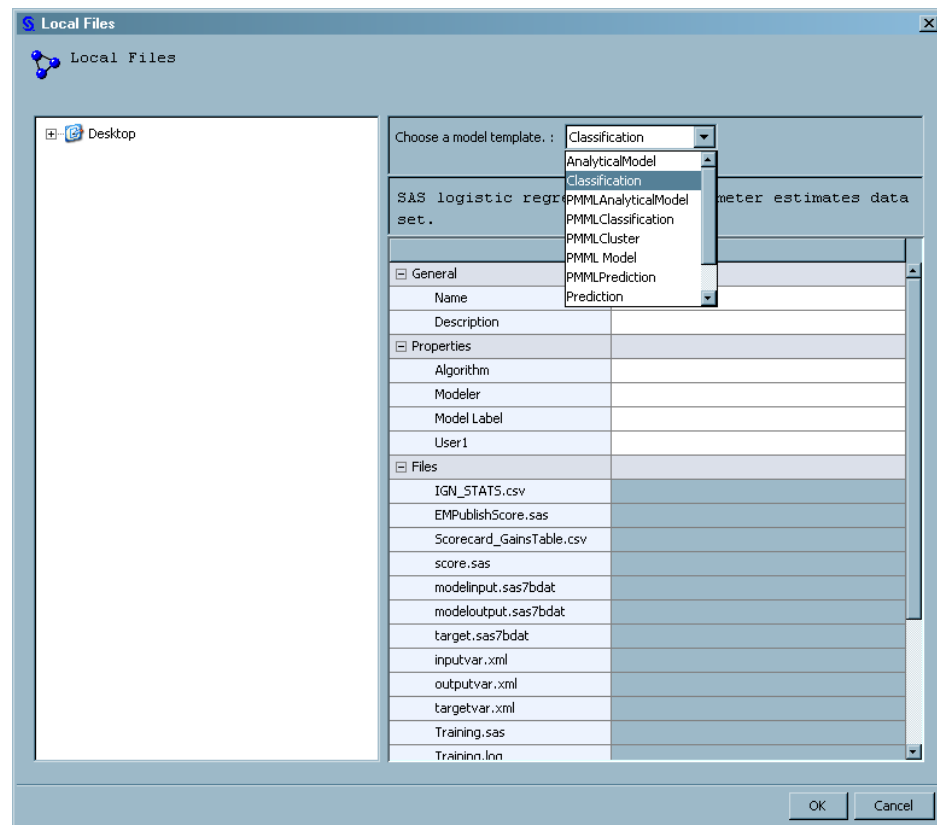 Local Files
Local Files
Desktop
Choose a model template. : Classification
AnalyticalModel
Classification
PMMLAnalyticalModel
PMMLClassification
PMMLCluster
PMML Model
PMMLPrediction
Prediction
SAS logistic regre meter estimates data
set.
General
Name
Description
Properties
Algorithm
Modeler
Model Label
User1
Files
IGN_STATS.csv
EMPublishScore.sas
Scorecard_GainsTable.csv
score.sas
modelinput.sas7bdat
modeloutput.sas7bdat
target.sas7bdat
inputvar.xml
outputvar.xml
targetvar.xml
Training.sas
Training.log
OK Cancel